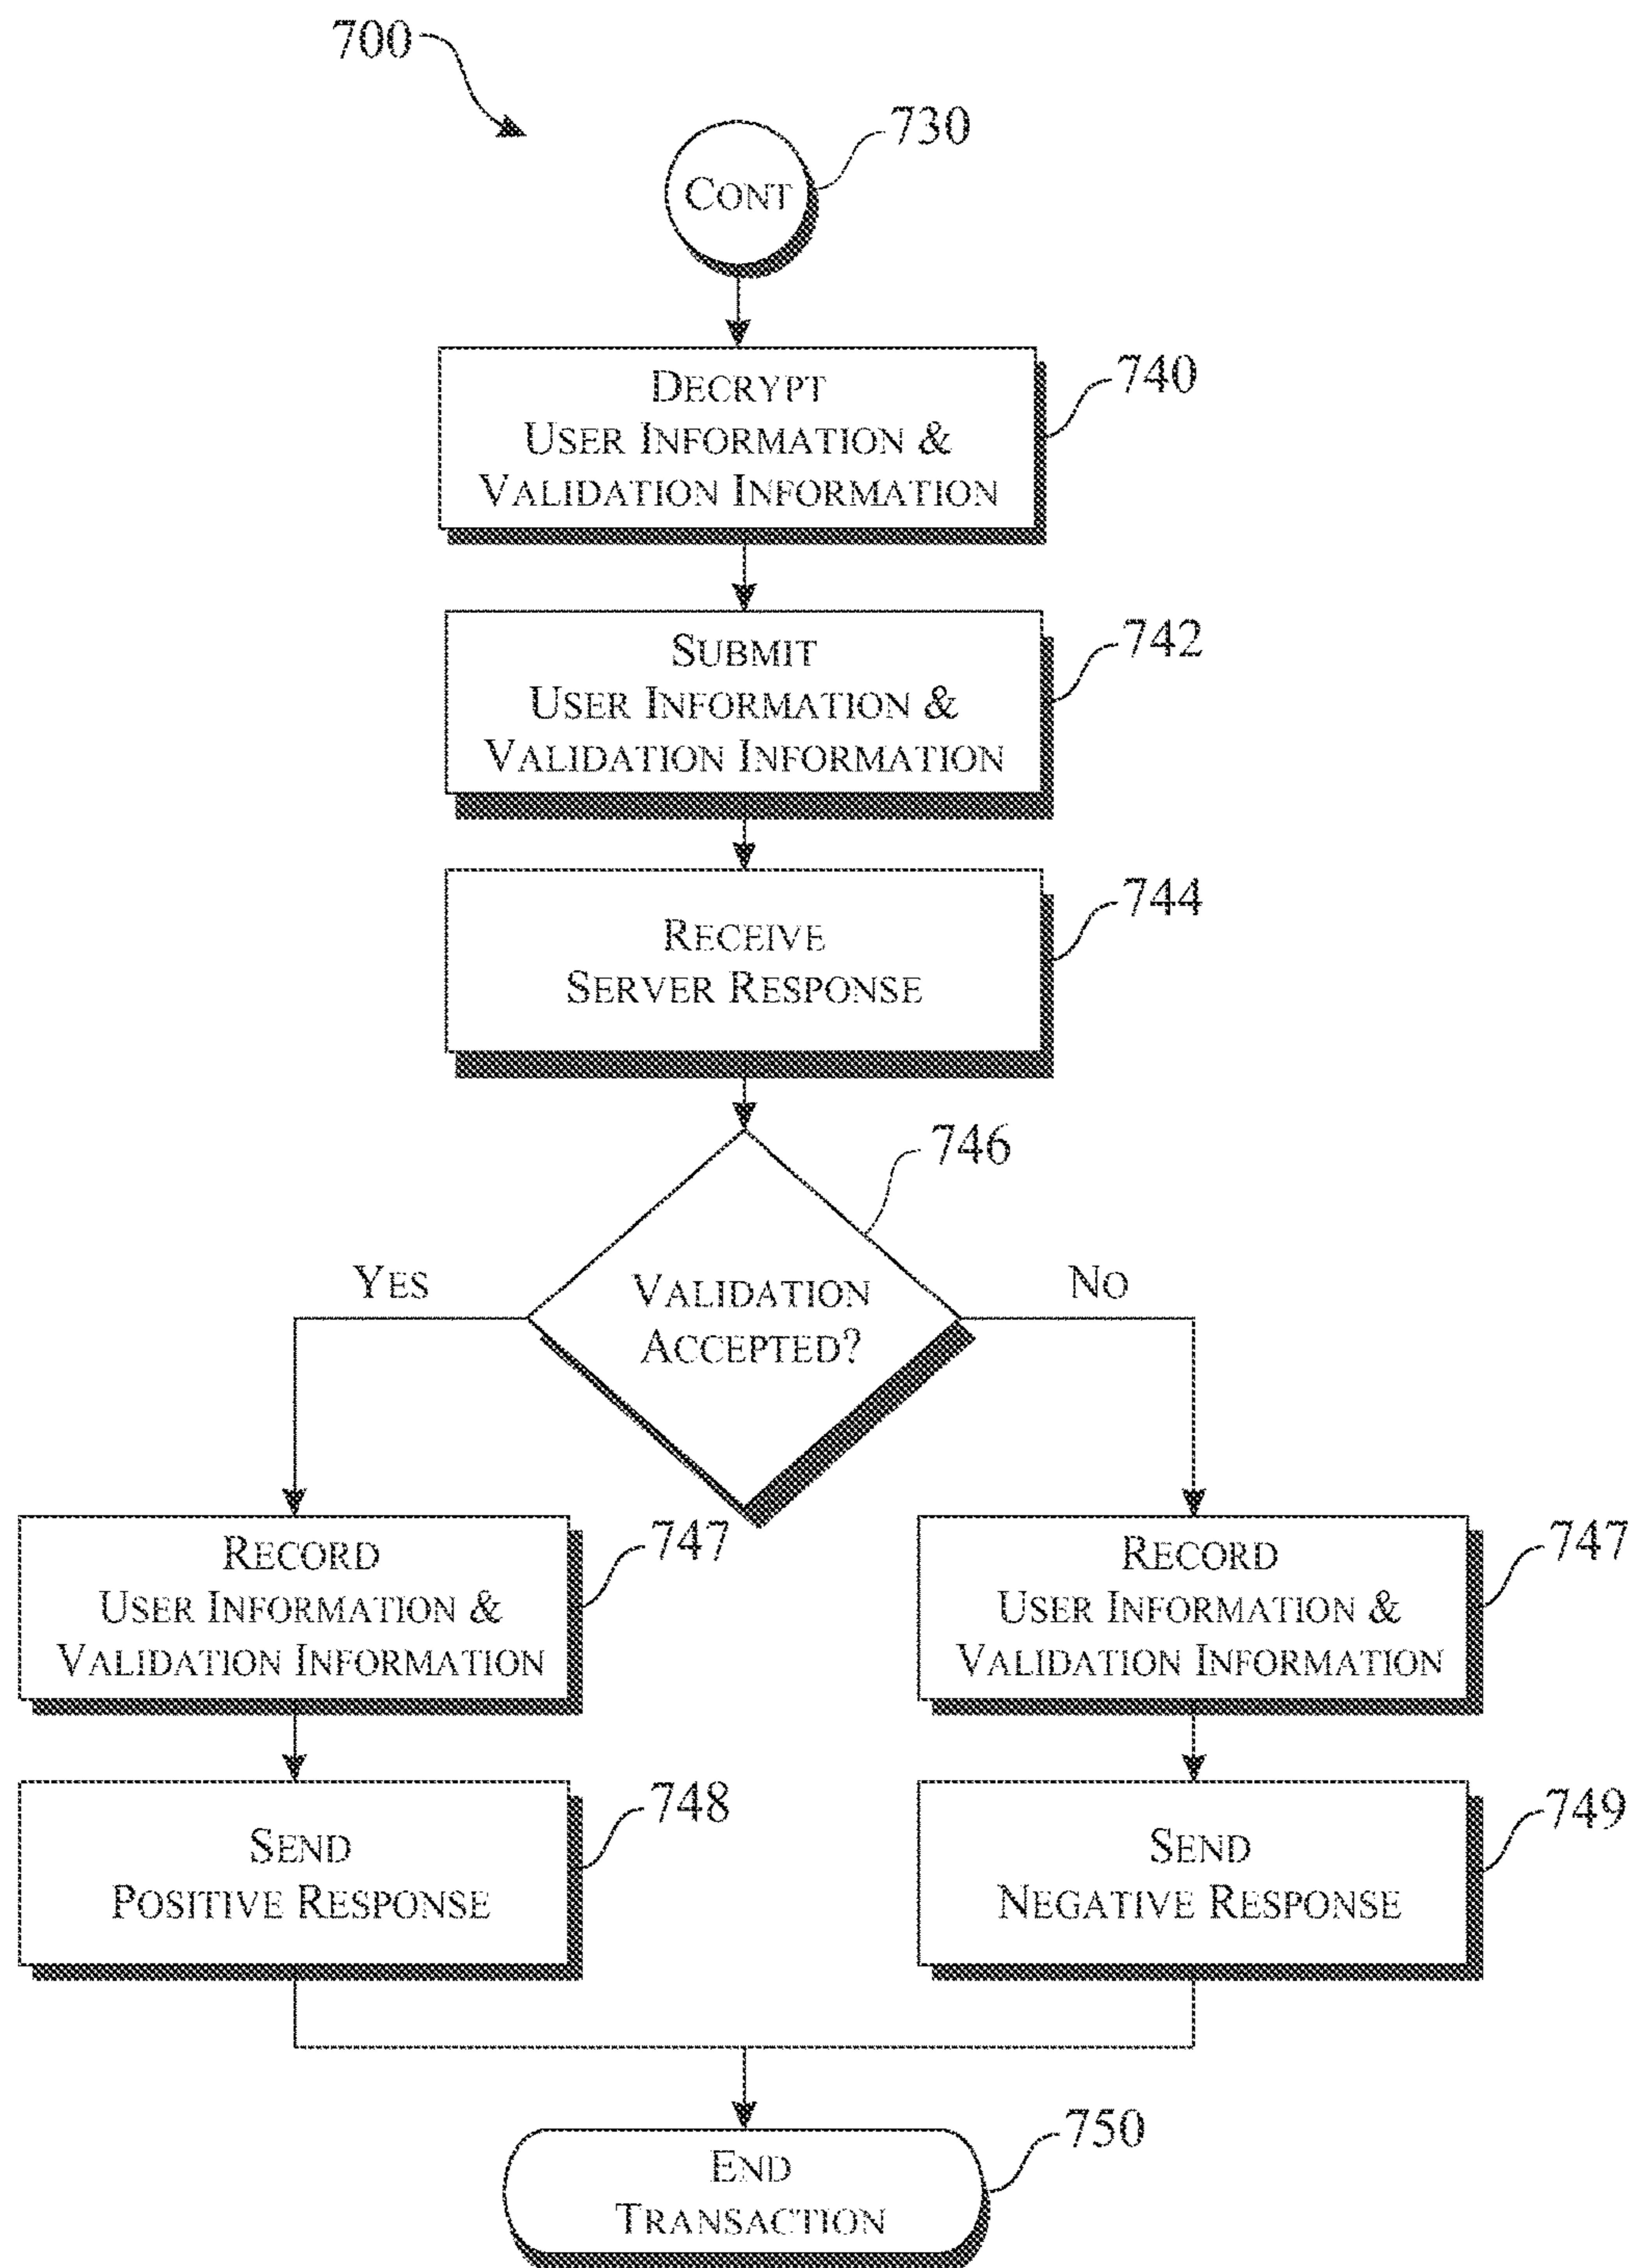 700
CONT
730
DECRYPT
USER INFORMATION &
VALIDATION INFORMATION
740
SUBMIT
USER INFORMATION &
VALIDATION INFORMATION
742
RECEIVE
SERVER RESPONSE
744
746
YES
VALIDATION
ACCEPTED?
NO
RECORD
USER INFORMATION &
VALIDATION INFORMATION
747
RECORD
USER INFORMATION &
VALIDATION INFORMATION
747
SEND
POSITIVE RESPONSE
748
SEND
NEGATIVE RESPONSE
749
END
TRANSACTION
750